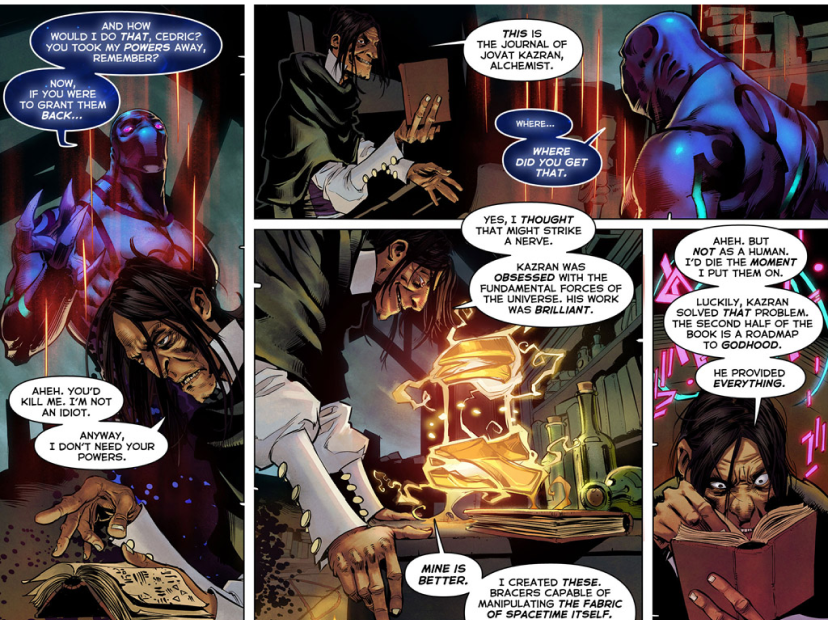 AND HOW
WOULD I DO THAT, CEDRIC?
YOU TOOK MY POWERS AWAY,
REMEMBER?
NOW,
IF YOU WERE
TO GRANT THEM
BACK...
AHEH. YOU'D
KILL ME. I'M NOT
AN IDIOT.
ANYWAY,
I DON'T NEED YOUR
POWERS.
THIS IS
THE JOURNAL OF
JOVAT KAZRAN,
ALCHEMIST.
WHERE...
WHERE
DID YOU GET
THAT.
YES, I THOUGHT
THAT MIGHT STRIKE
A NERVE.
KAZRAN WAS
OBSESSED WITH THE
FUNDAMENTAL FORCES OF
THE UNIVERSE. HIS WORK
WAS BRILLIANT.
MINE IS
BETTER.
I CREATED THESE.
BRACERS CAPABLE OF
MANIPULATING THE FABRIC
OF SPACETIME ITSELF.
AHEH. BUT
NOT AS A HUMAN.
I'D DIE THE MOMENT
I PUT THEM ON.
LUCKILY, KAZRAN
SOLVED THAT PROBLEM.
THE SECOND HALF OF THE
BOOK IS A ROADMAP
TO GODHOOD.
HE PROVIDED
EVERYTHING.